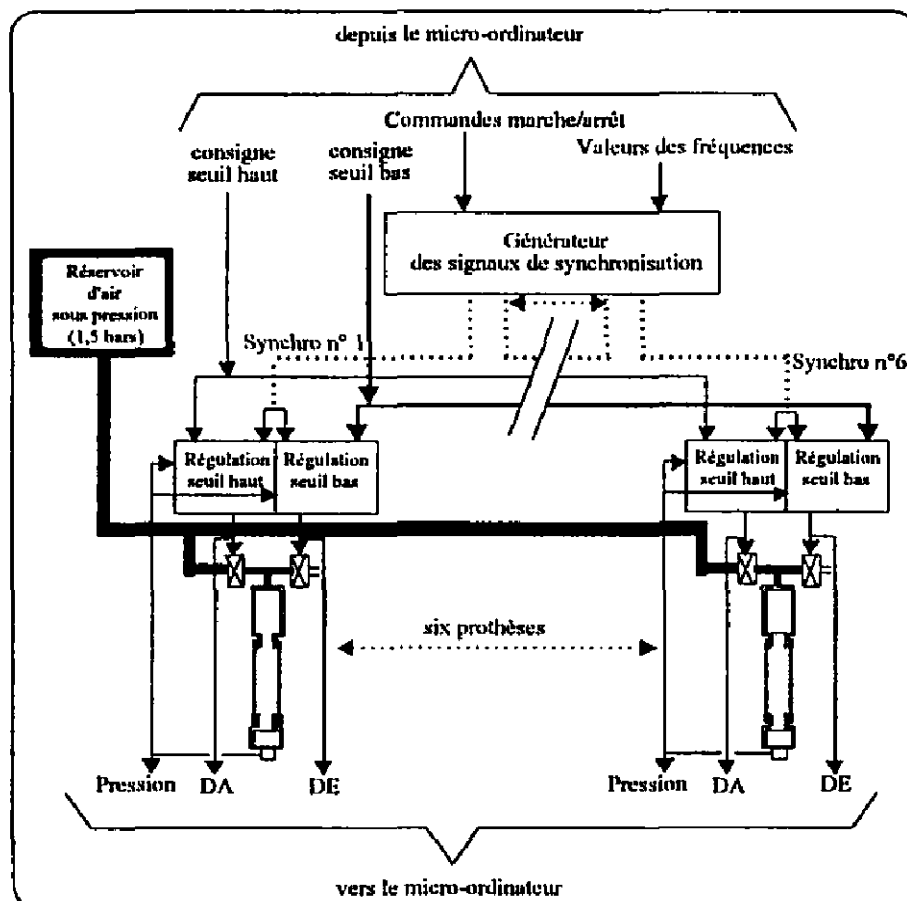 depuis le micro-ordinateur
Commandes marche/arrêt
consigne
seuil haut
consigne
seuil bas
Valeurs des fréquences
Générateur
des signaux de synchronisation
Réservoir
d'air
sous pression
(1,5 bars)
Synchro n° 1
Synchro n°6
Régulation
seuil haut
Régulation
seuil bas
Régulation
seuil haut
Régulation
seuil bas
six prothèses
Pression
DA
DE
Pression
DA
DE
vers le micro-ordinateur